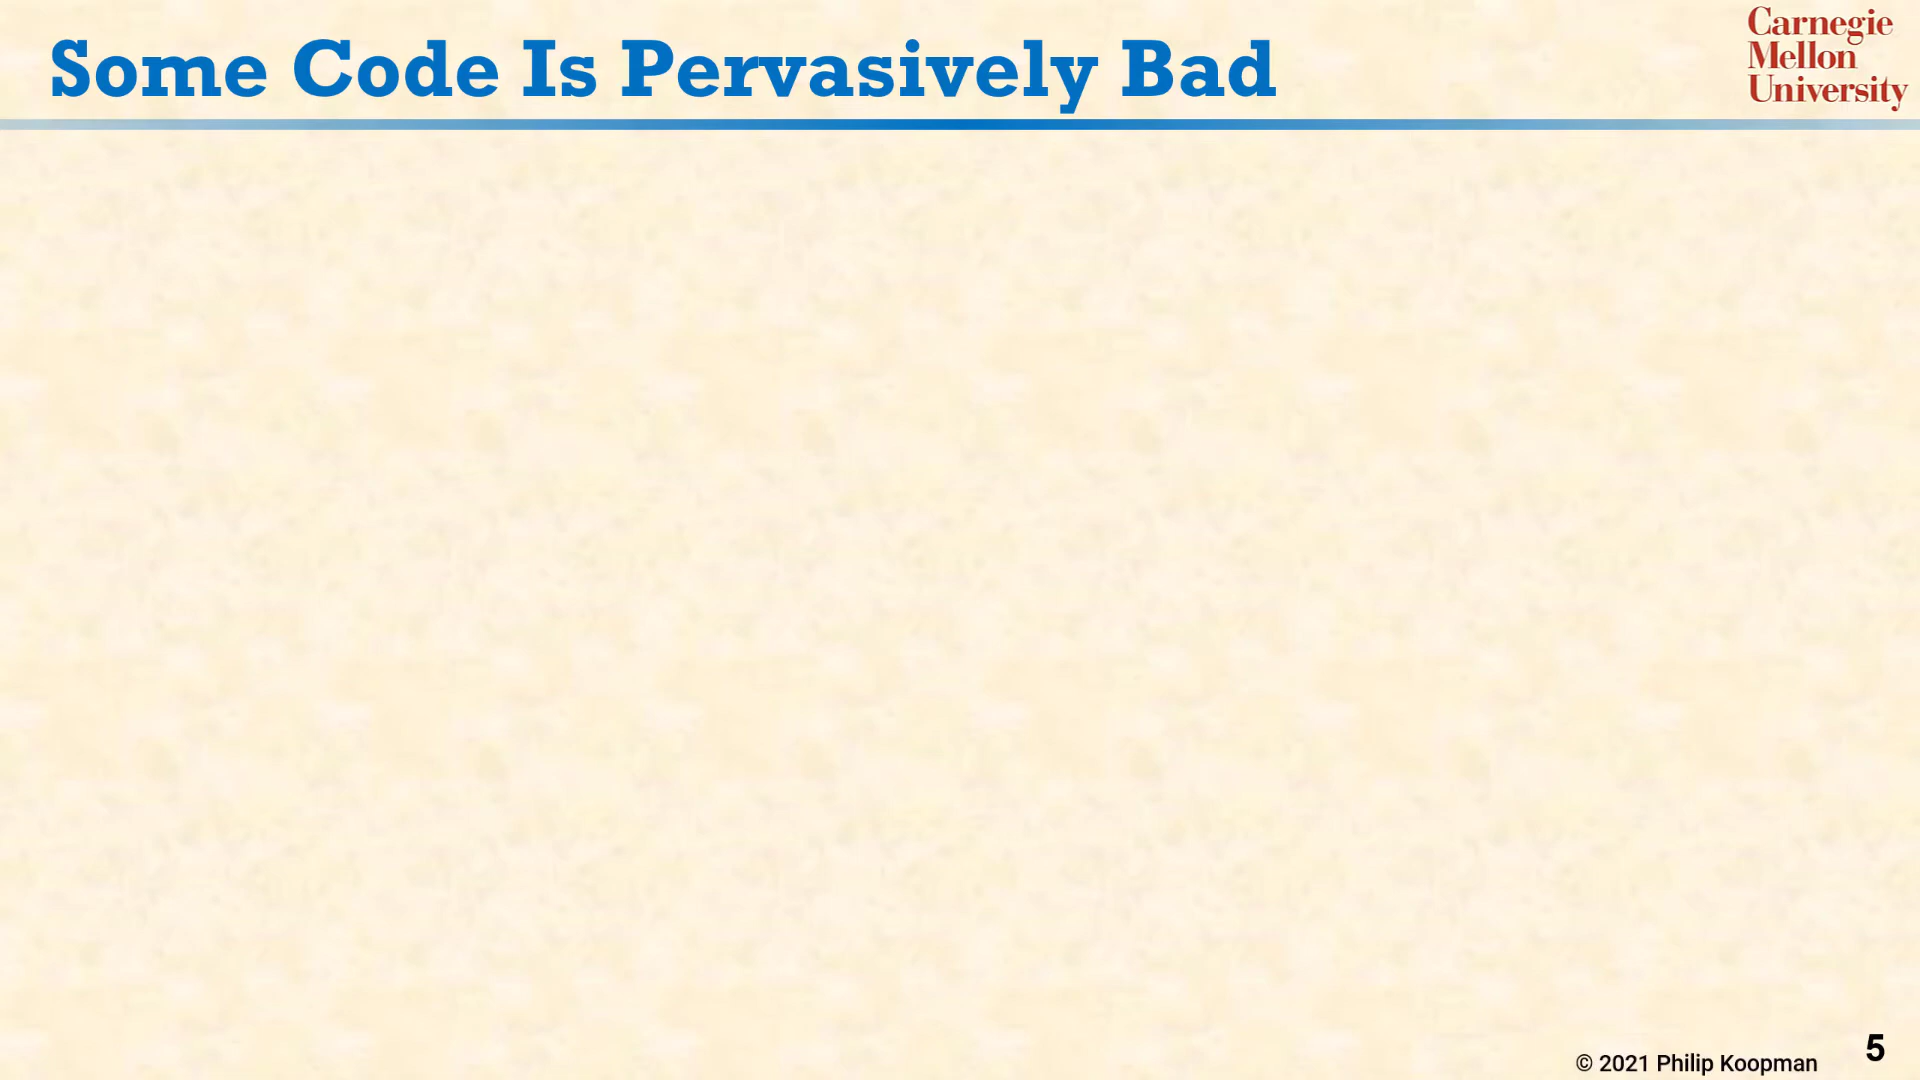 Some Code Is Pervasively Bad
Carnegie
Mellon
University
© 2021 Philip Koopman
5